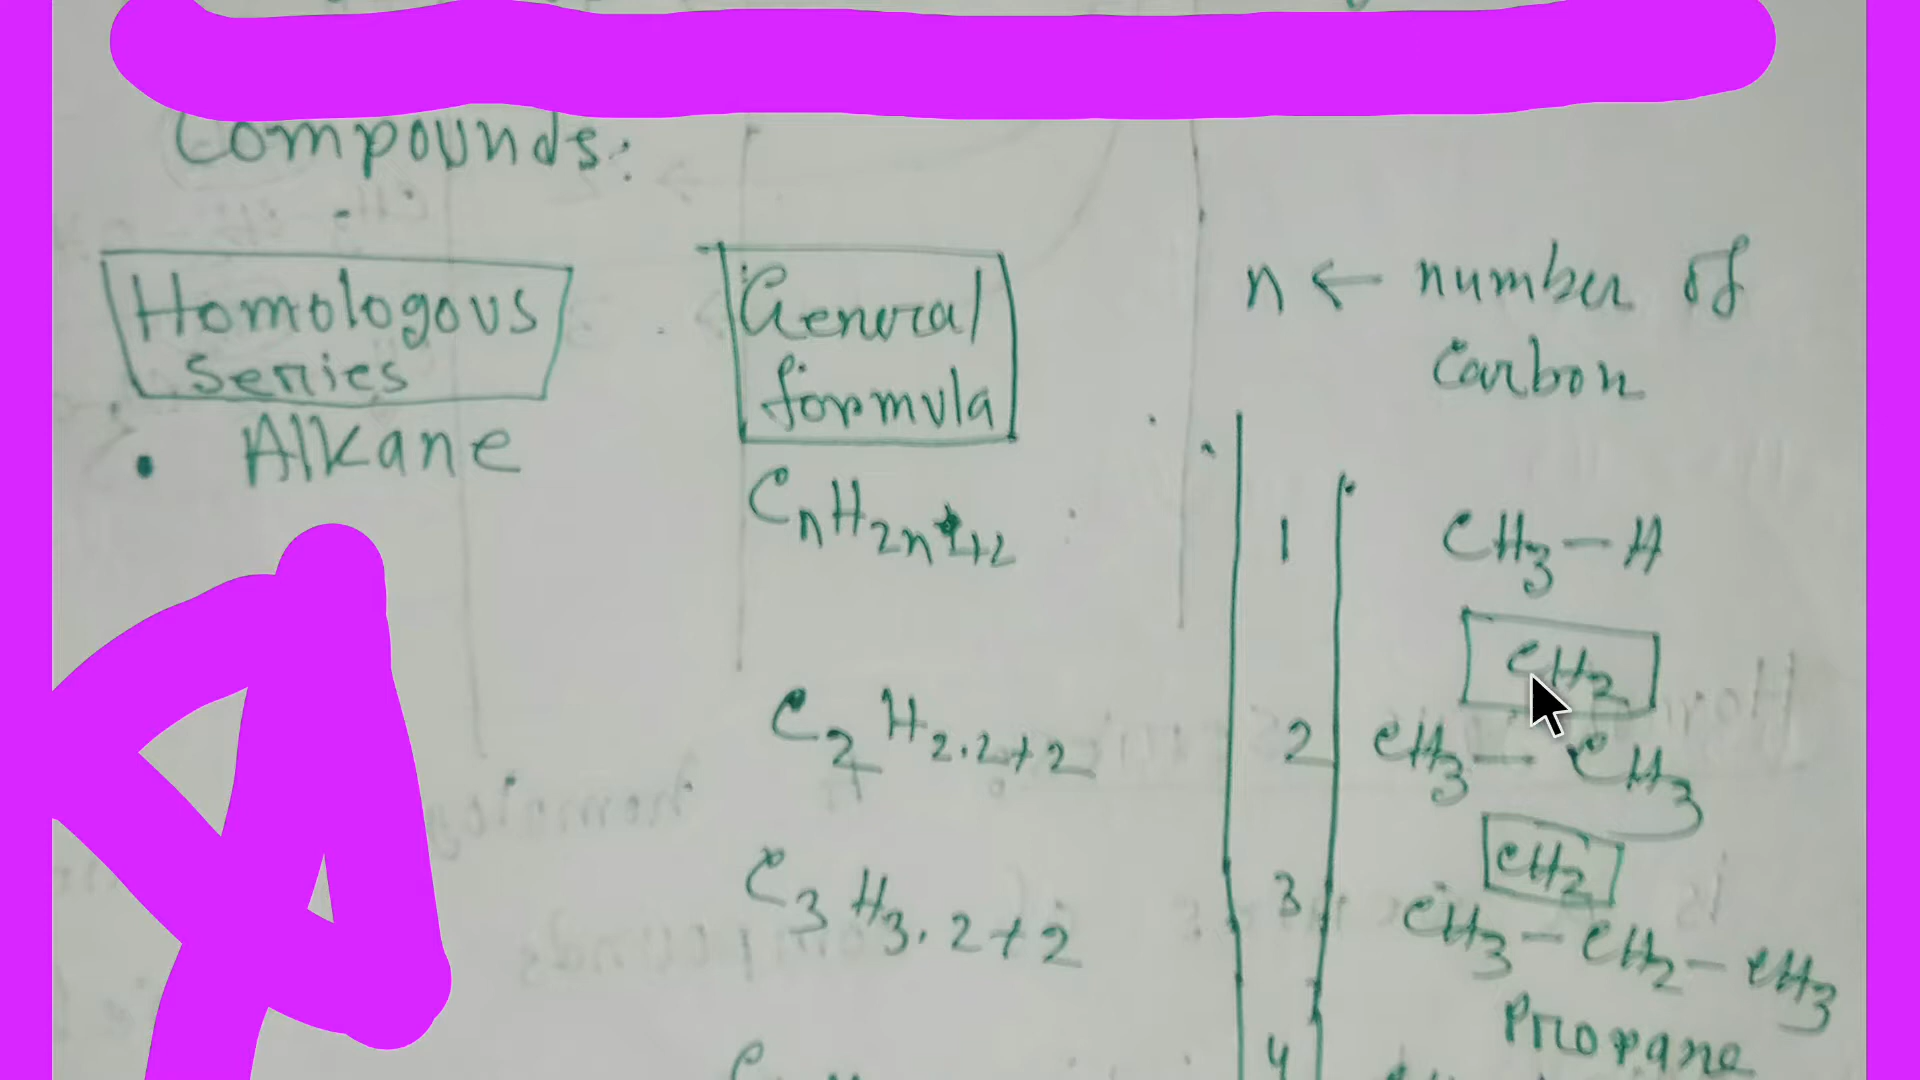 Compounds:
Homologous
Series
General
formula
n ← number of
Carbon
• Alkane
CnH2n+2
1 CH3-H
CH2
C2H2.2+2
2 CH3-CH3
CH2
C3H3.2+2
3 CH3-CH2-CH3
Propane
4